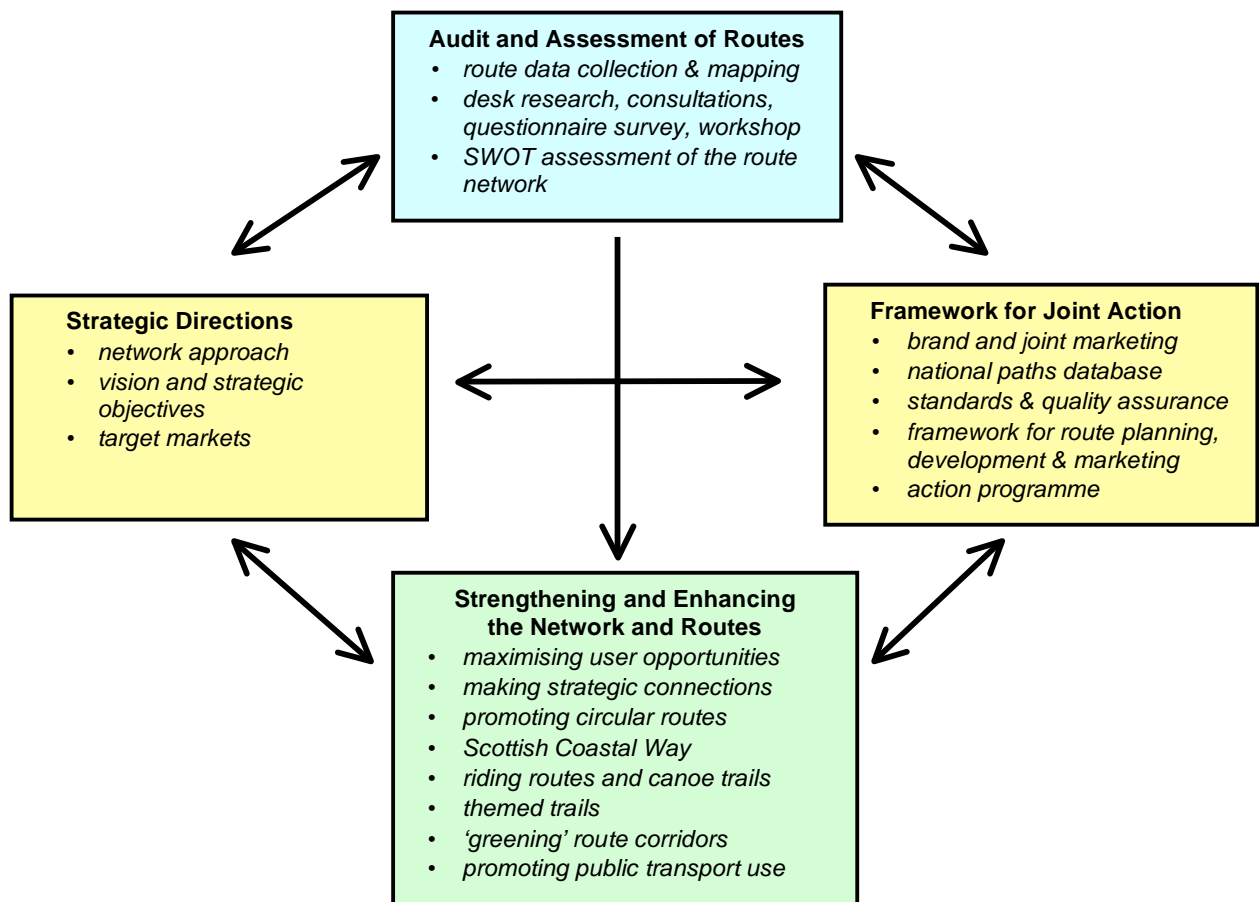 Audit and Assessment of Routes
• route data collection & mapping
• desk research, consultations,
questionnaire survey, workshop
• SWOT assessment of the route
network
Strategic Directions
• network approach
• vision and strategic
objectives
• target markets
Framework for Joint Action
• brand and joint marketing
• national paths database
• standards & quality assurance
• framework for route planning,
development & marketing
• action programme
Strengthening and Enhancing
the Network and Routes
• maximising user opportunities
• making strategic connections
• promoting circular routes
• Scottish Coastal Way
• riding routes and canoe trails
• themed trails
• ‘greening’ route corridors
• promoting public transport use